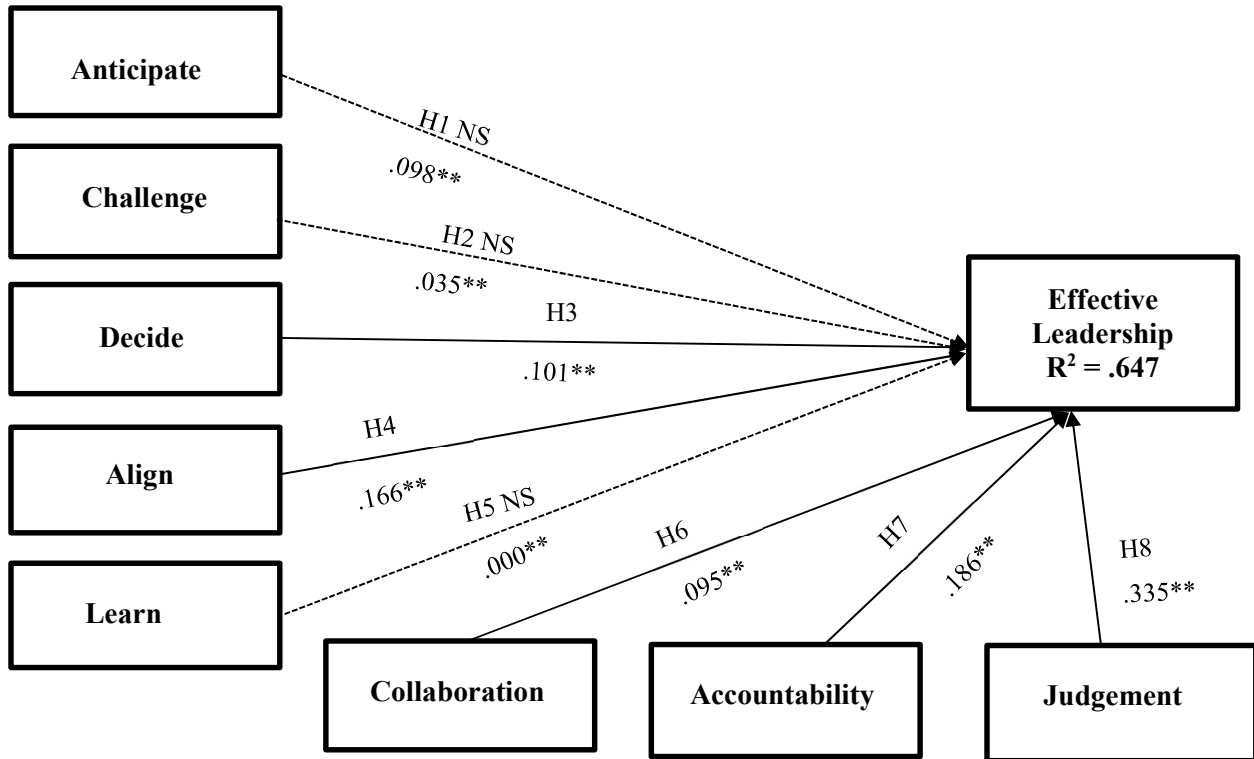 Anticipate
H1 NS
.098**
Challenge
H2 NS
.035**
Decide
H3
.101**
Effective
Leadership
R² = .647
Align
H4
.166**
Learn
H5 NS
.000**
H6
.095**
H7
.186**
H8
.335**
Collaboration
Accountability
Judgement